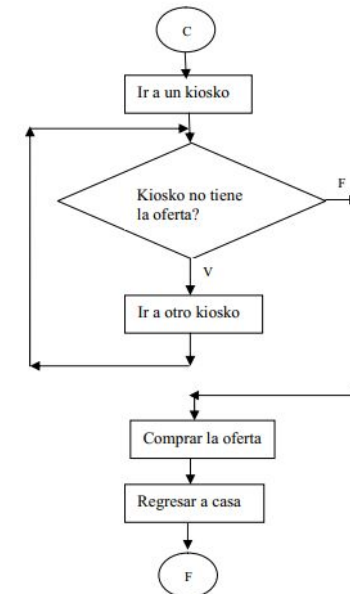 C
Ir a un kiosko
Kiosko no tiene
la oferta?
F
V
Ir a otro kiosko
Comprar la oferta
Regresar a casa
F